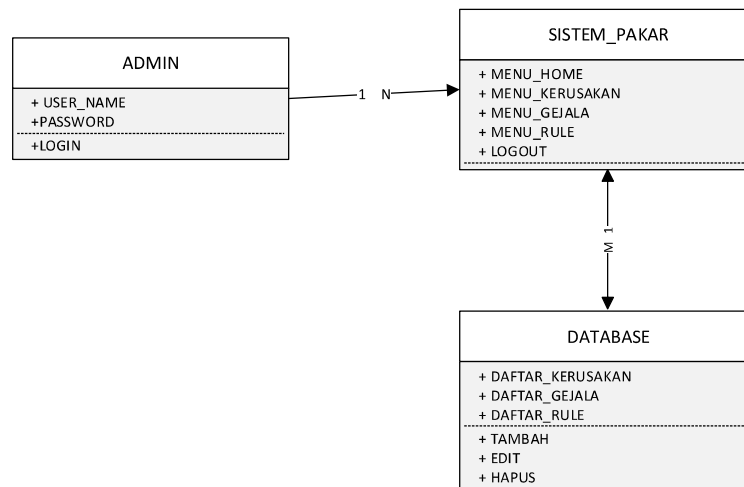 ADMIN
+ USER_NAME
+PASSWORD
+LOGIN
1 N
SISTEM_PAKAR
+ MENU_HOME
+ MENU_KERUSAKAN
+ MENU_GEJALA
+ MENU_RULE
+ LOGOUT
M 1
DATABASE
+ DAFTAR_KERUSAKAN
+ DAFTAR_GEJALA
+ DAFTAR_RULE
+ TAMBAH
+ EDIT
+ HAPUS